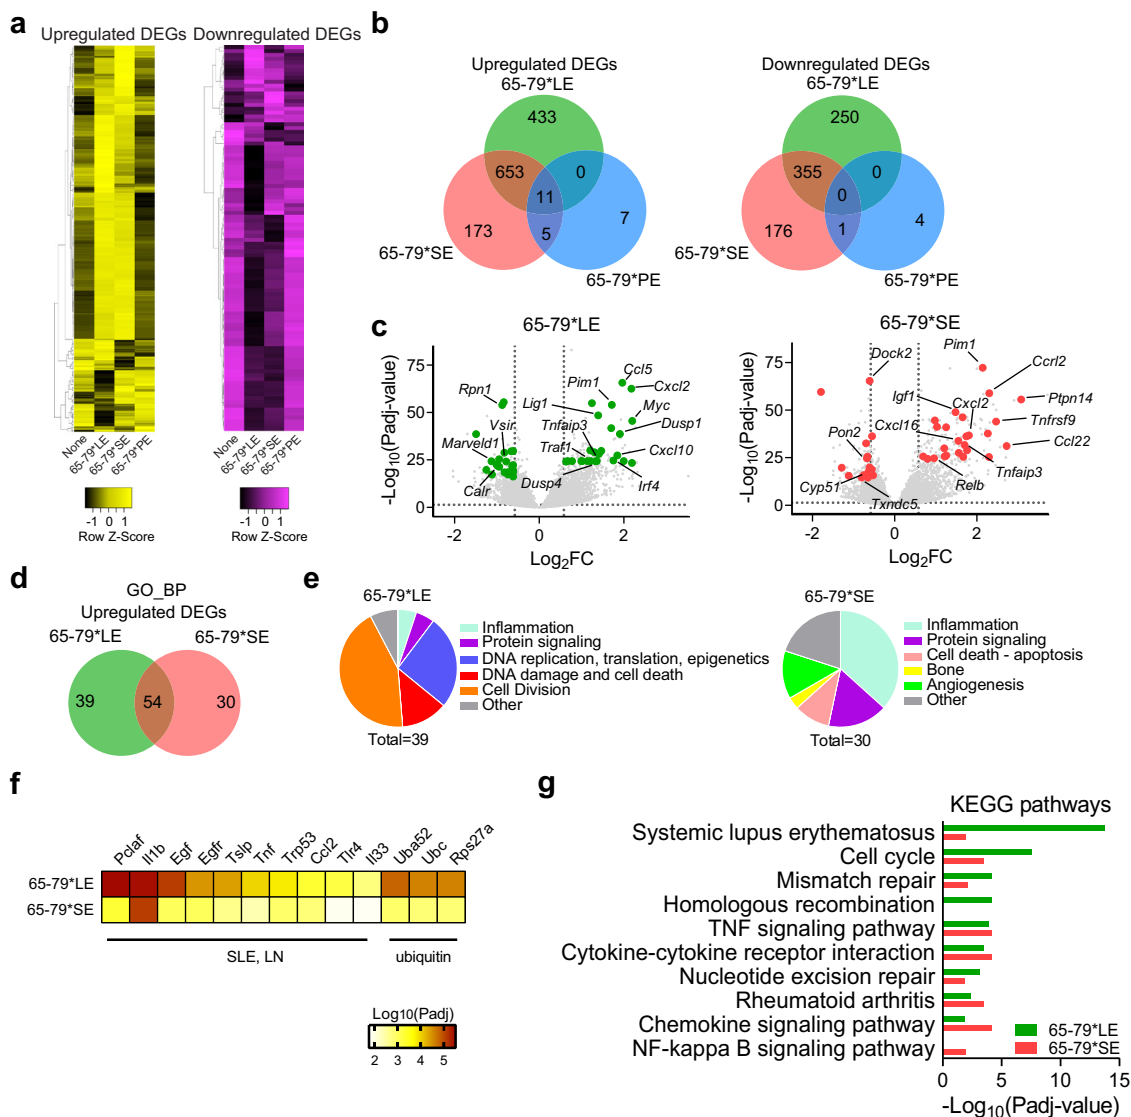 a
Upregulated DEGs
Downregulated DEGs
None
65-79*LE
65-79*SE
65-79*PE
None
65-79*LE
65-79*SE
65-79*PE
-1 0 1
Row Z-Score
-1 0 1
Row Z-Score
b
Upregulated DEGs
65-79*LE
433
653
0
11
173
5
7
65-79*SE
65-79*PE
Downregulated DEGs
65-79*LE
250
355
0
0
176
1
4
65-79*SE
65-79*PE
c
65-79*LE
-Log10(Padj-value)
75
50
25
0
-2
0
2
Log2FC
Rpn1
Vsir
Marveld1
Calr
Pim1
Lig1
Tnfaip3
Traf1
Dusp4
Ccl5
Cxcl2
Myc
Dusp1
Cxcl10
Irf4
65-79*SE
-Log10(Padj-value)
75
50
25
0
-2
0
2
Log2FC
Dock2
Pim1
Ccrl2
Igf1
Cxcl2
Ptpn14
Cxcl16
Tnfrsf9
Pon2
Ccl22
Tnfaip3
Cyp51
Relb
Txndc5
d
GO_BP
Upregulated DEGs
65-79*LE
65-79*SE
39
54
30
e
65-79*LE
Inflammation
Protein signaling
DNA replication, translation, epigenetics
DNA damage and cell death
Cell Division
Other
Total=39
65-79*SE
Inflammation
Protein signaling
Cell death - apoptosis
Bone
Angiogenesis
Other
Total=30
f
Pclaf
Il1b
Egf
Egfr
Tslp
Tnf
Trp53
Ccl2
Tlr4
Il33
Uba52
Ubc
Rps27a
65-79*LE
65-79*SE
SLE, LN
ubiquitin
Log10(Padj)
2 3 4 5
g
KEGG pathways
Systemic lupus erythematosus
Cell cycle
Mismatch repair
Homologous recombination
TNF signaling pathway
Cytokine-cytokine receptor interaction
Nucleotide excision repair
Rheumatoid arthritis
Chemokine signaling pathway
NF-kappa B signaling pathway
65-79*LE
65-79*SE
0 5 10 15
-Log10(Padj-value)